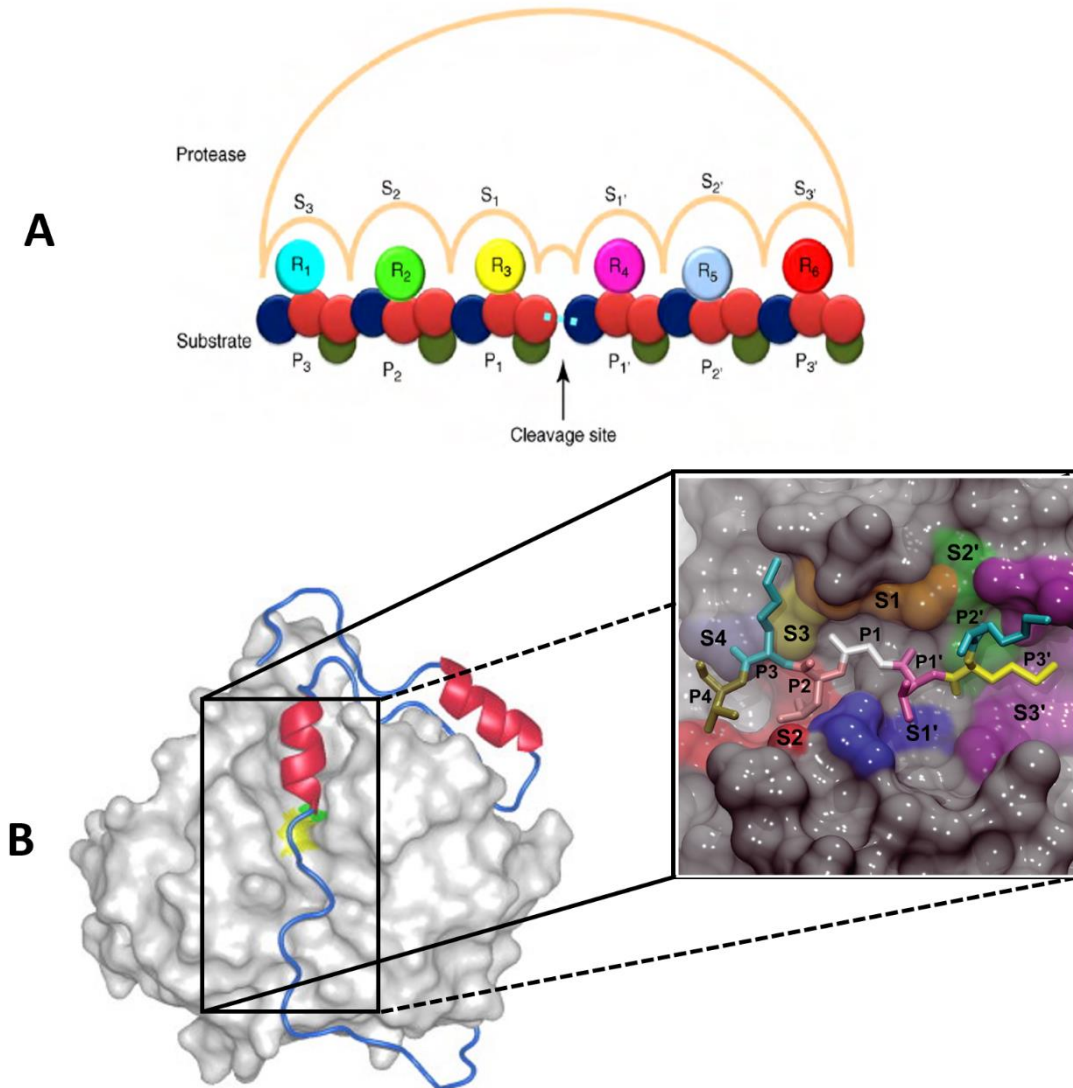 A
Protease
S3 S2 S1 S1' S2' S3'
R1 R2 R3 R4 R5 R6
Substrate
P3 P2 P1 P1' P2' P3'
Cleavage site
B
S2'
S1
S4 S3 P1 P2'
P4 P3 P2 P1' P3'
S2 S1' S3'